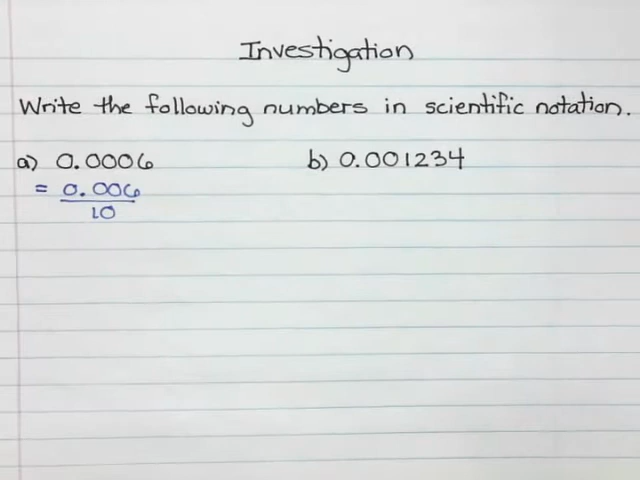 Investigation
Write the following numbers in scientific notation.
a) 0.0006 b) 0.001234
= 0.006
10